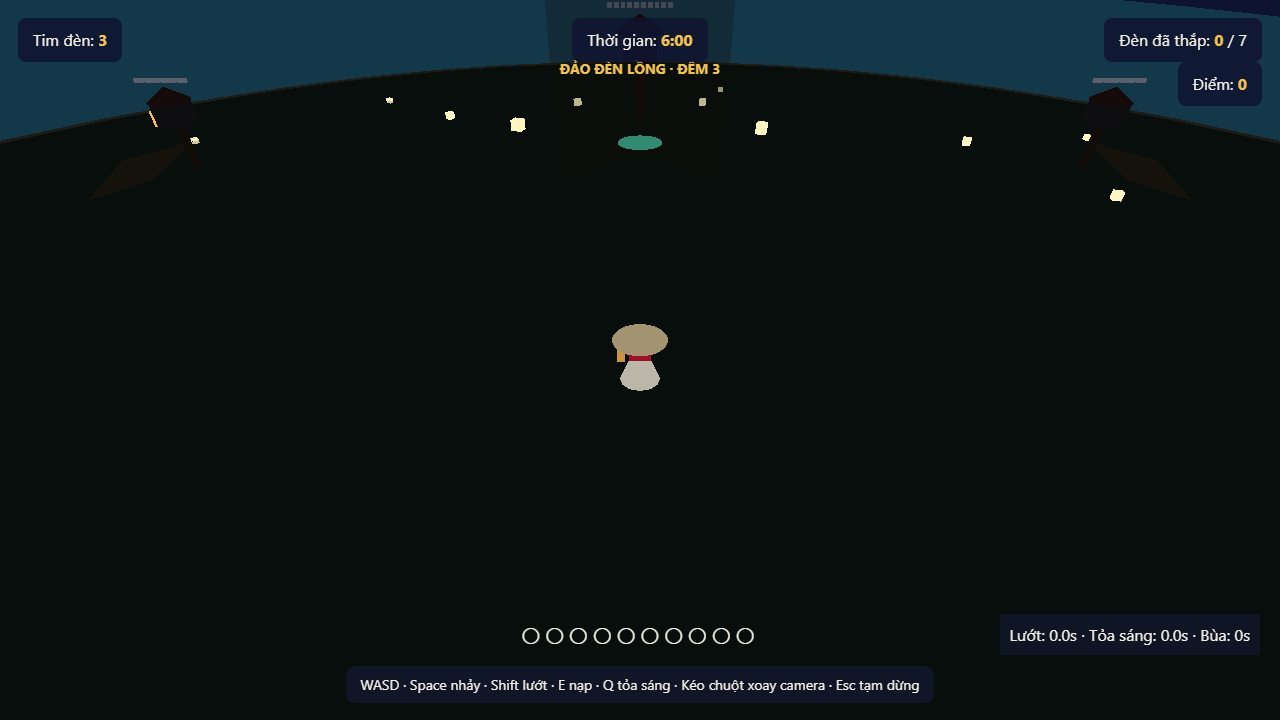 Tim đèn: 3
Thời gian: 6:00
Đèn đã thắp: 0 / 7
ĐẢO ĐÈN LỒNG · ĐÊM 3
Điểm: 0
Lướt: 0.0s · Tỏa sáng: 0.0s · Bùa: 0s
WASD · Space nhảy · Shift lướt · E nạp · Q tỏa sáng · Kéo chuột xoay camera · Esc tạm dừng